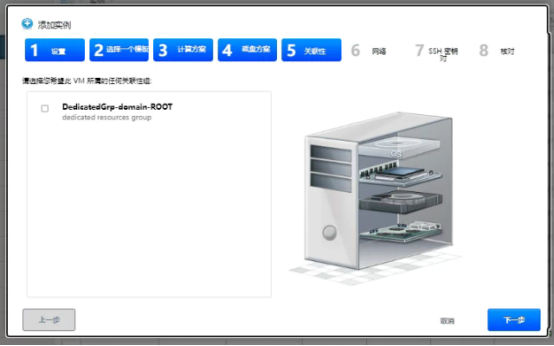 添加实例
1 设置
2 选择一个模板
3 计算方案
4 磁盘方案
5 关联性
6 网络
7 SSH 密钥对
8 核对
请选择您希望此 VM 所属的任何关联性组:
DedicatedGrp-domain-ROOT
dedicated resources group
上一步
取消
下一步